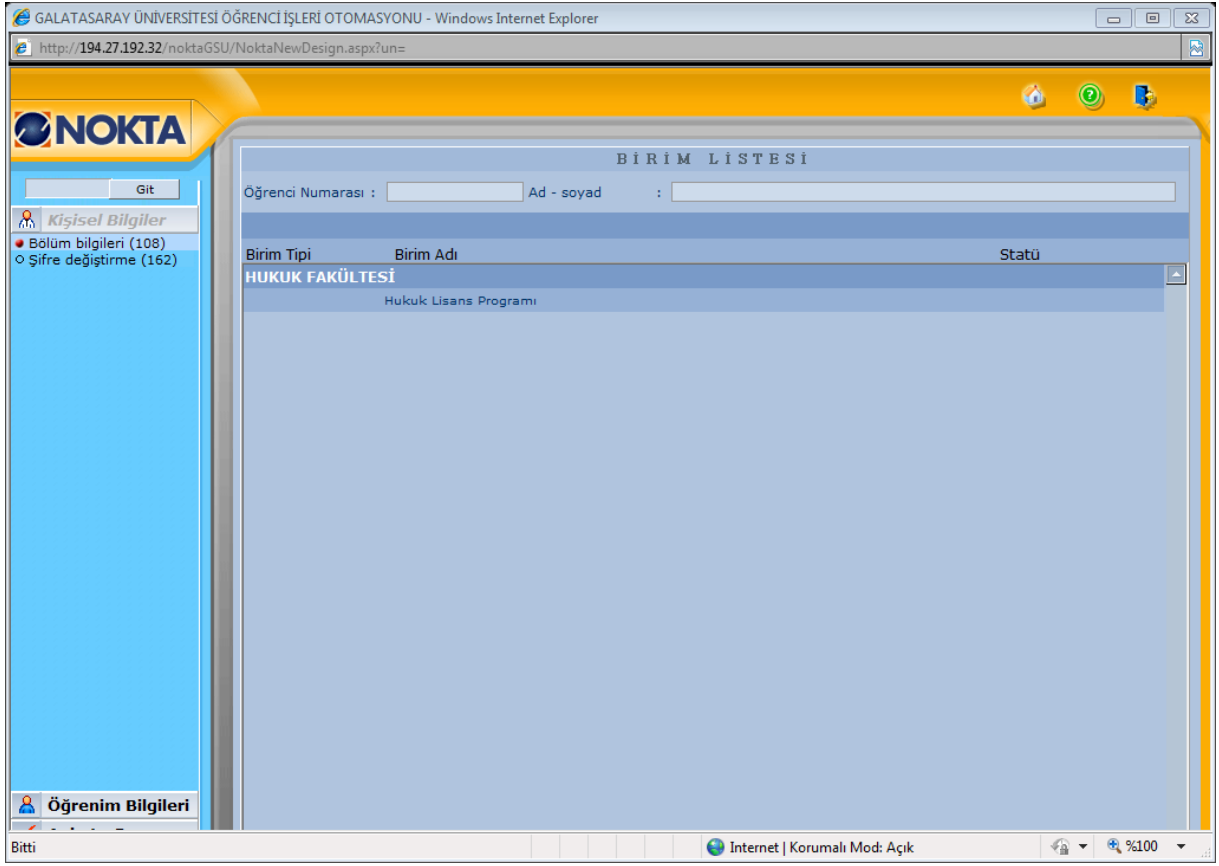 GALATASARAY ÜNİVERSİTESİ ÖĞRENCİ İŞLERİ OTOMASYONU - Windows Internet Explorer
http://194.27.192.32/noktaGSU/NoktaNewDesign.aspx?un=
NOKTA
BİRİM LİSTESİ
Git
Öğrenci Numarası : Ad - soyad :
Kişisel Bilgiler
Bölüm bilgileri (108)
Şifre değiştirme (162)
Birim Tipi Birim Adı Statü
HUKUK FAKÜLTESİ
Hukuk Lisans Programı
Öğrenim Bilgileri
Bitti Internet | Korumalı Mod: Açık %100